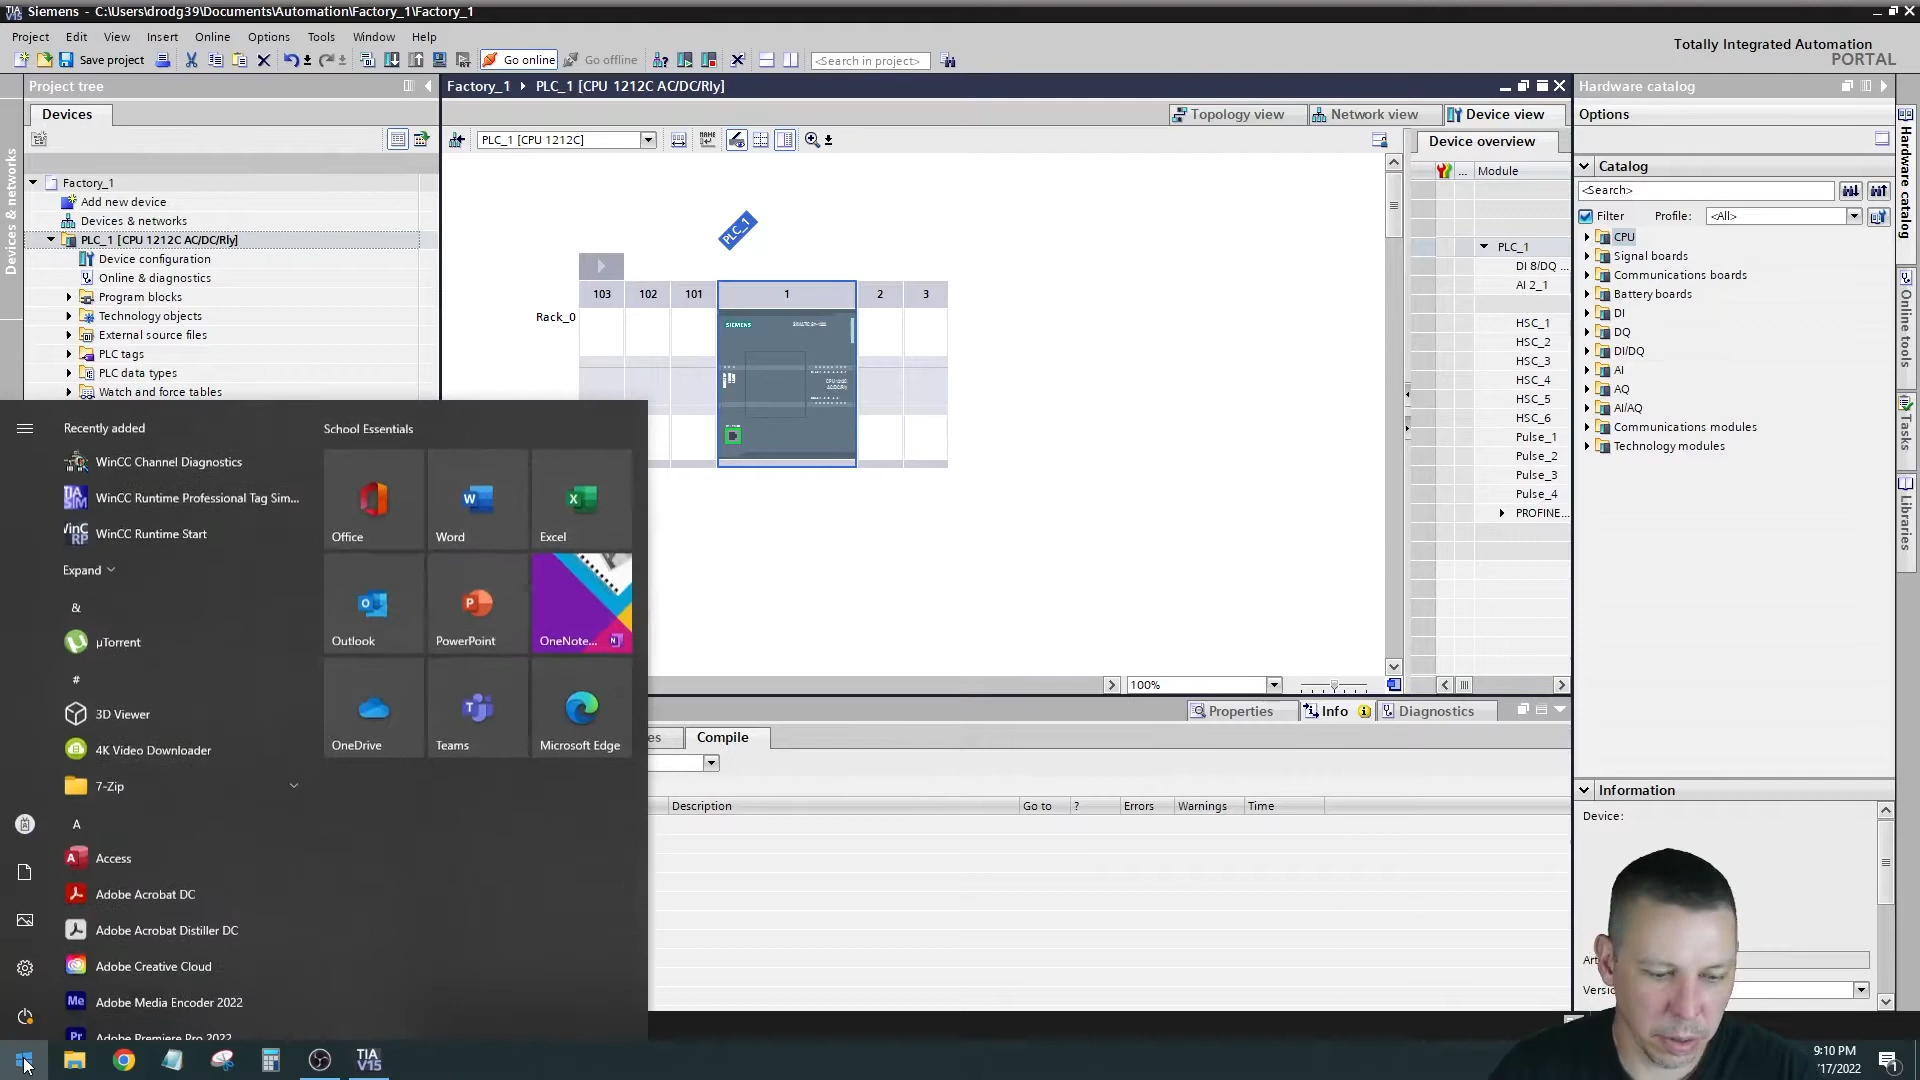 Siemens - C:\Users\drodg39\Documents\Automation\Factory_1\Factory_1
Project Edit View Insert Online Options Tools Window Help
Totally Integrated Automation
PORTAL
Save project
Go online
Go offline
<Search in project>
Project tree
Factory_1 PLC_1 [CPU 1212C AC/DC/Rly]
Hardware catalog
Devices
Topology view
Network view
Device view
Options
PLC_1 [CPU 1212C]
Device overview
Module
Devices & networks
Factory_1
Add new device
Devices & networks
PLC_1 [CPU 1212C AC/DC/Rly]
Device configuration
Online & diagnostics
Program blocks
Technology objects
External source files
PLC tags
PLC data types
Watch and force tables
PLC_1
103 102 101 1 2 3
Rack_0
SIEMENS
PLC_1
DI 8/DQ ...
AI 2_1
HSC_1
HSC_2
HSC_3
HSC_4
HSC_5
HSC_6
Pulse_1
Pulse_2
Pulse_3
Pulse_4
PROFINE...
Catalog
<Search>
Filter
Profile:
<All>
CPU
Signal boards
Communications boards
Battery boards
DI
DQ
DI/DQ
AI
AQ
AI/AQ
Communications modules
Technology modules
Hardware catalog
Online tools
Tasks
Libraries
Recently added
WinCC Channel Diagnostics
WinCC Runtime Professional Tag Sim...
WinCC Runtime Start
Expand
&
µTorrent
#
3D Viewer
4K Video Downloader
7-Zip
A
Access
Adobe Acrobat DC
Adobe Acrobat Distiller DC
Adobe Creative Cloud
Adobe Media Encoder 2022
Adobe Premiere Pro 2022
School Essentials
Office
Word
Excel
Outlook
PowerPoint
OneNote...
OneDrive
Teams
Microsoft Edge
100%
Properties
Info
Diagnostics
Compile
Description
Go to
?
Errors
Warnings
Time
Information
Device:
TIA
V15
9:10 PM
/17/2022